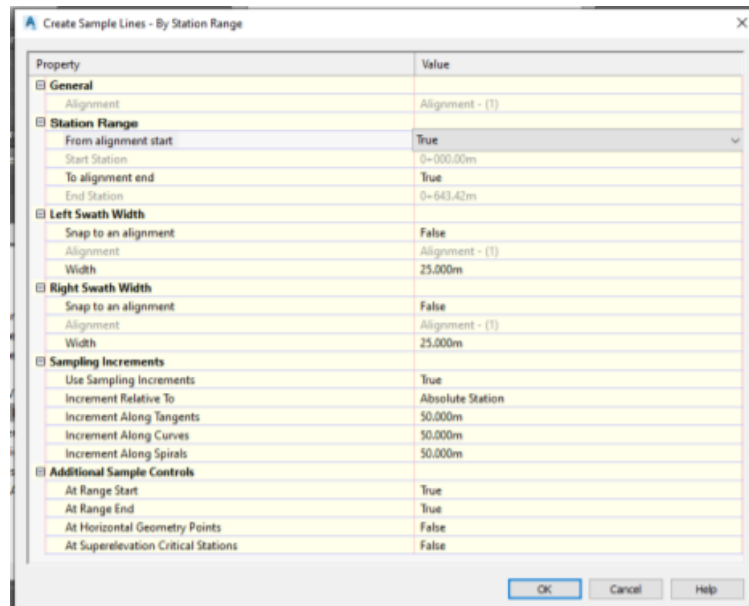 Create Sample Lines - By Station Range
Property Value
General
Alignment Alignment - (1)
Station Range
From alignment start True
Start Station 0+000.00m
To alignment end True
End Station 0+643.42m
Left Swath Width
Snap to an alignment False
Alignment Alignment - (1)
Width 25.000m
Right Swath Width
Snap to an alignment False
Alignment Alignment - (1)
Width 25.000m
Sampling Increments
Use Sampling Increments True
Increment Relative To Absolute Station
Increment Along Tangents 50.000m
Increment Along Curves 50.000m
Increment Along Spirals 50.000m
Additional Sample Controls
At Range Start True
At Range End True
At Horizontal Geometry Points False
At Superelevation Critical Stations False
OK Cancel Help